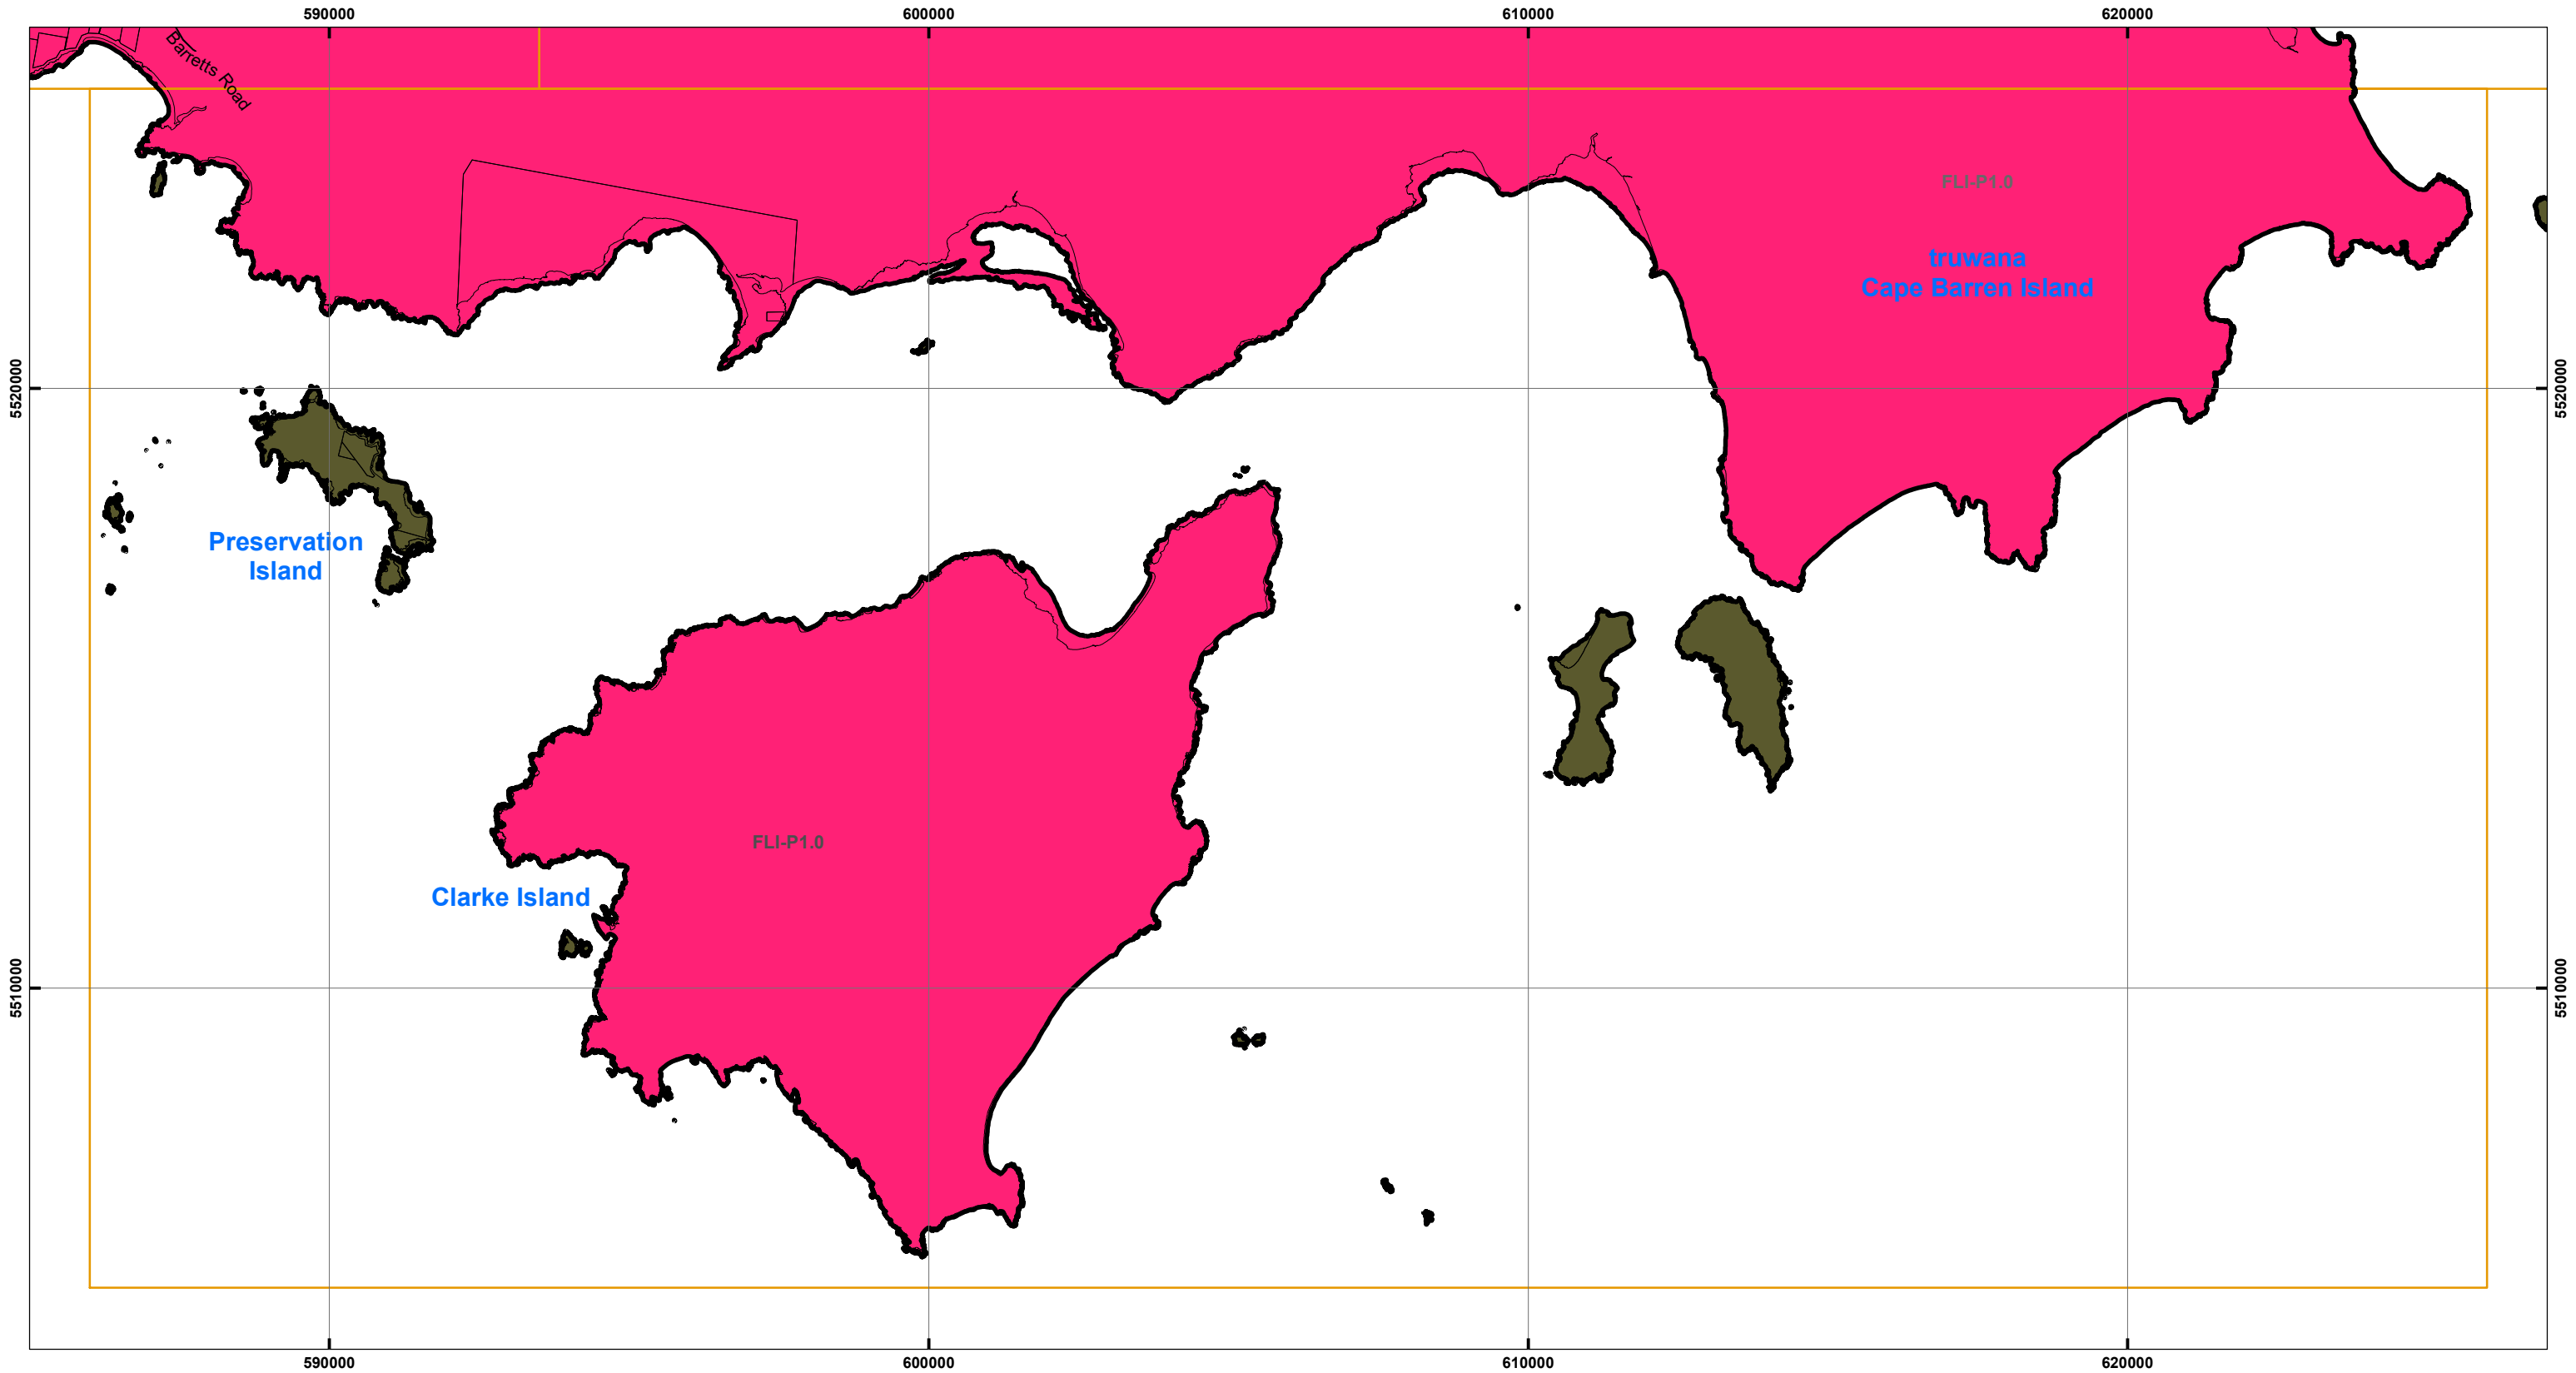 590000
600000
610000
620000
Barretts Road
FLI-P1.0
truwana
Cape Barren Island
5520000
5520000
Preservation
Island
FLI-P1.0
Clarke Island
5510000
5510000
590000
600000
610000
620000